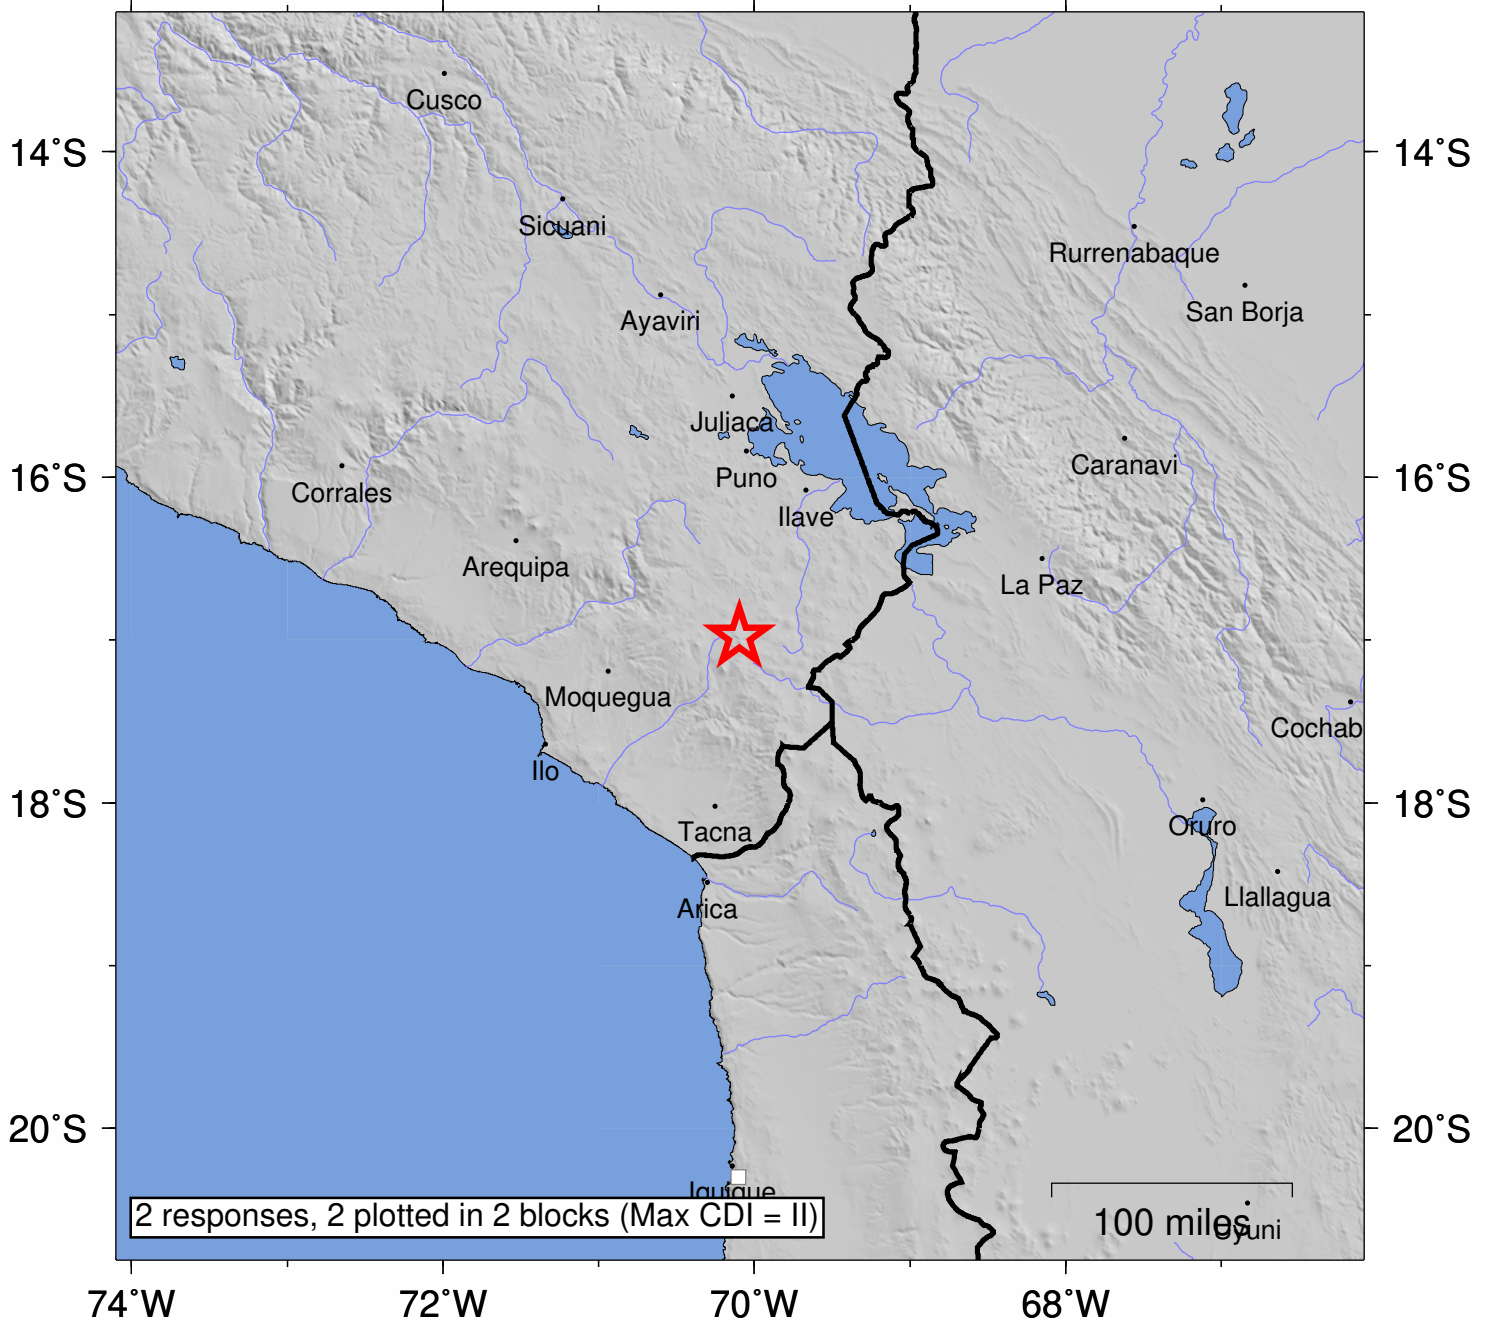 Cusco
14°S
14°S
Sicuani
Rurrenabaque
San Borja
Ayaviri
Juliaca
Caranavi
Puno
16°S
16°S
Corrales
Ilave
Arequipa
La Paz
Moquegua
Cochab
Ilo
18°S
18°S
Tacna
Oruro
Llallagua
Arica
20°S
20°S
Iquique
2 responses, 2 plotted in 2 blocks (Max CDI = II)
100 miles
Uyuni
74°W
72°W
70°W
68°W